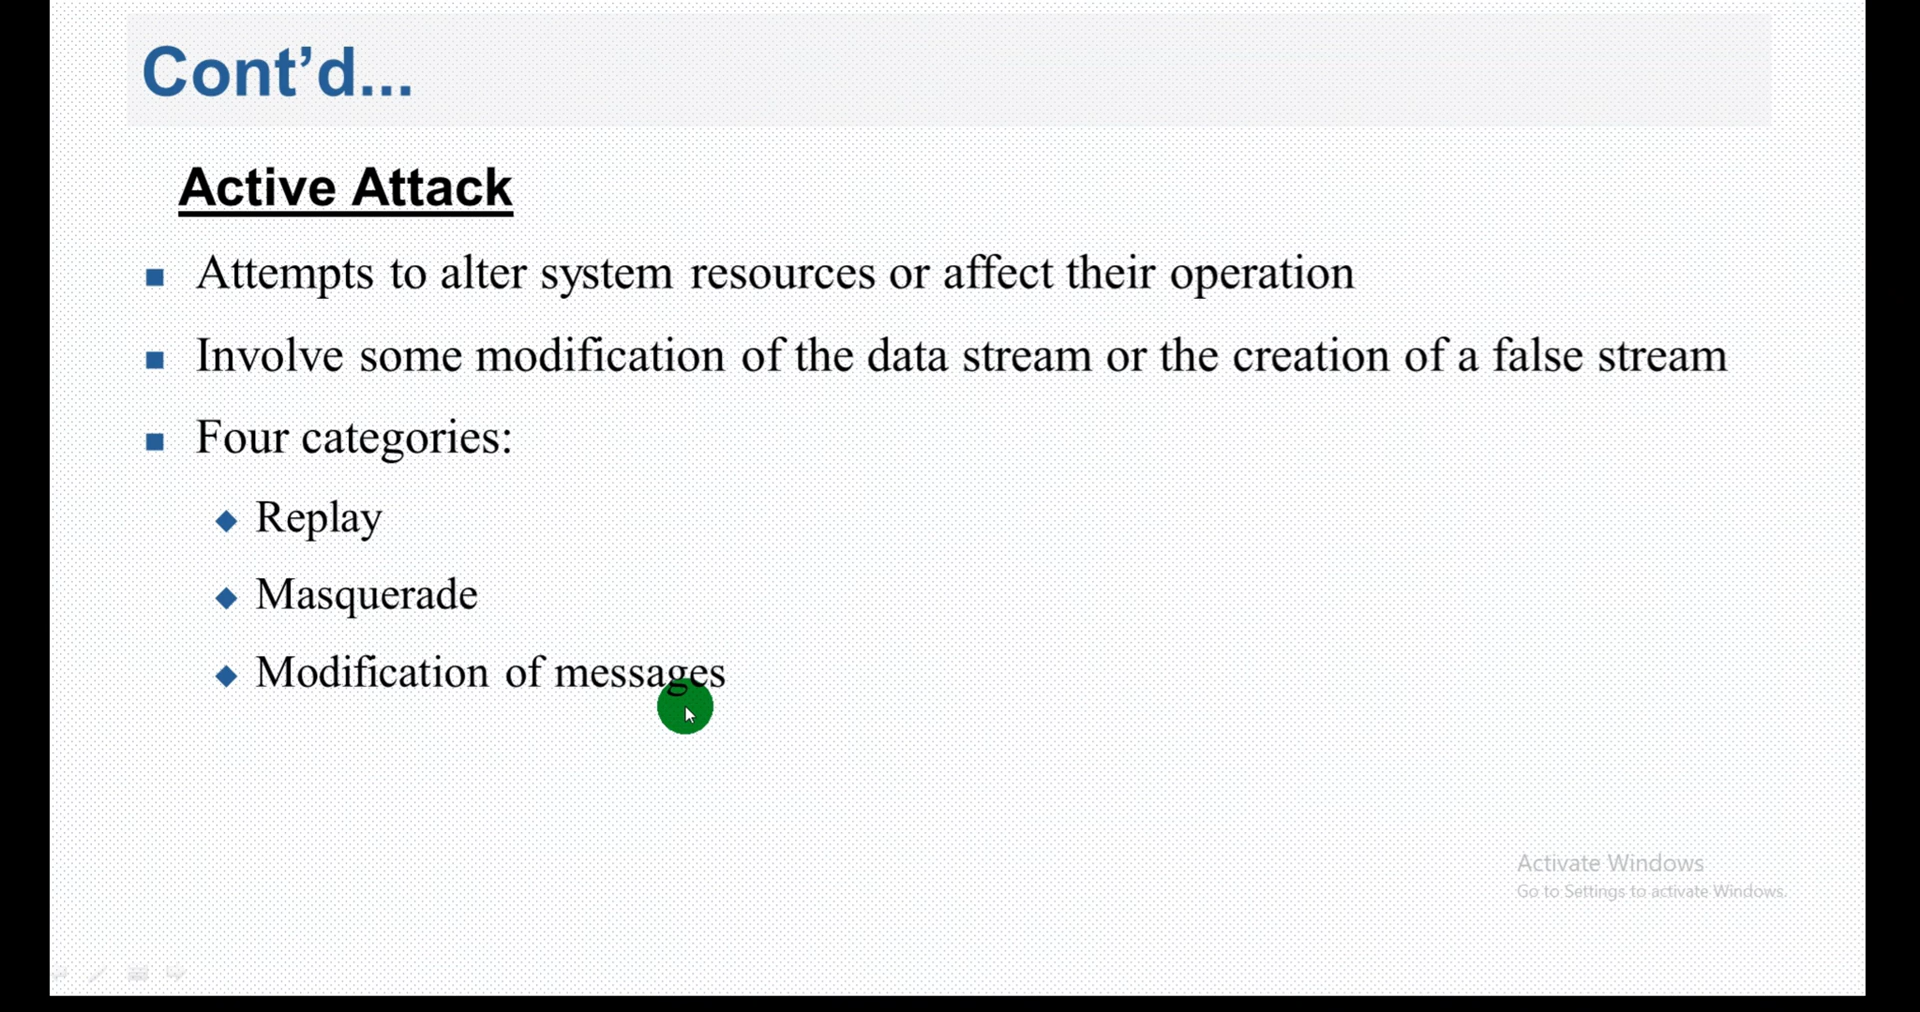 Cont’d...
Active Attack
Attempts to alter system resources or affect their operation
Involve some modification of the data stream or the creation of a false stream
Four categories:
Replay
Masquerade
Modification of messages
Activate Windows
Go to Settings to activate Windows.